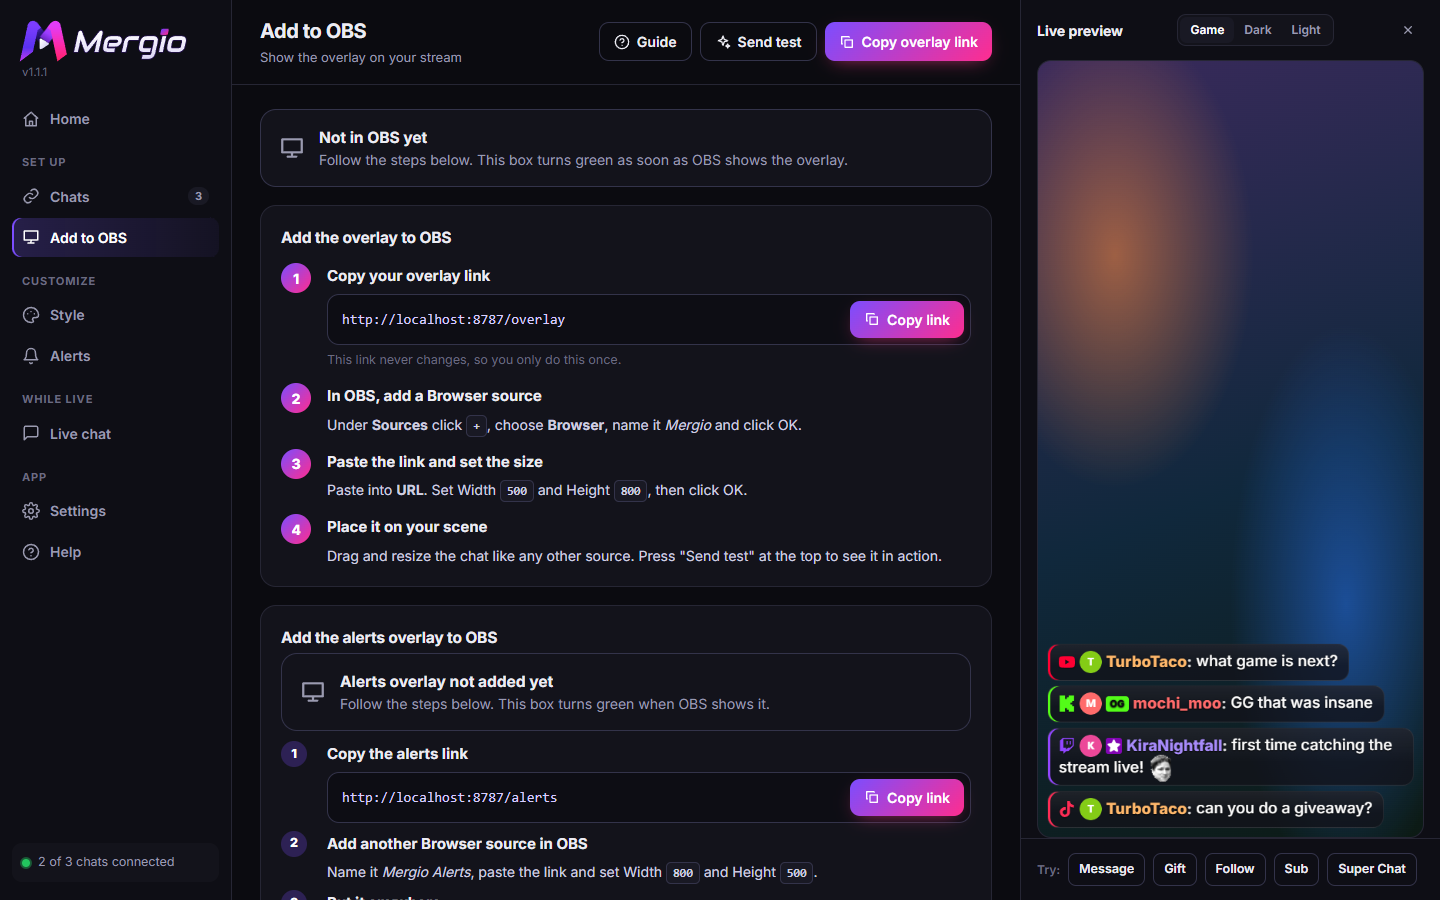 Mergio
v1.1.1
Home
SET UP
Chats
3
Add to OBS
CUSTOMIZE
Style
Alerts
WHILE LIVE
Live chat
APP
Settings
Help
2 of 3 chats connected
Add to OBS
Show the overlay on your stream
Guide
Send test
Copy overlay link
Not in OBS yet
Follow the steps below. This box turns green as soon as OBS shows the overlay.
Add the overlay to OBS
1
Copy your overlay link
http://localhost:8787/overlay
Copy link
This link never changes, so you only do this once.
2
In OBS, add a Browser source
Under Sources click +, choose Browser, name it Mergio and click OK.
3
Paste the link and set the size
Paste into URL. Set Width 500 and Height 800, then click OK.
4
Place it on your scene
Drag and resize the chat like any other source. Press "Send test" at the top to see it in action.
Add the alerts overlay to OBS
Alerts overlay not added yet
Follow the steps below. This box turns green when OBS shows it.
1
Copy the alerts link
http://localhost:8787/alerts
Copy link
2
Add another Browser source in OBS
Name it Mergio Alerts, paste the link and set Width 800 and Height 500.
Live preview
Game
Dark
Light
×
T TurboTaco: what game is next?
M OG mochi_moo: GG that was insane
K KiraNightfall: first time catching the
stream live!
T TurboTaco: can you do a giveaway?
Try:
Message
Gift
Follow
Sub
Super Chat